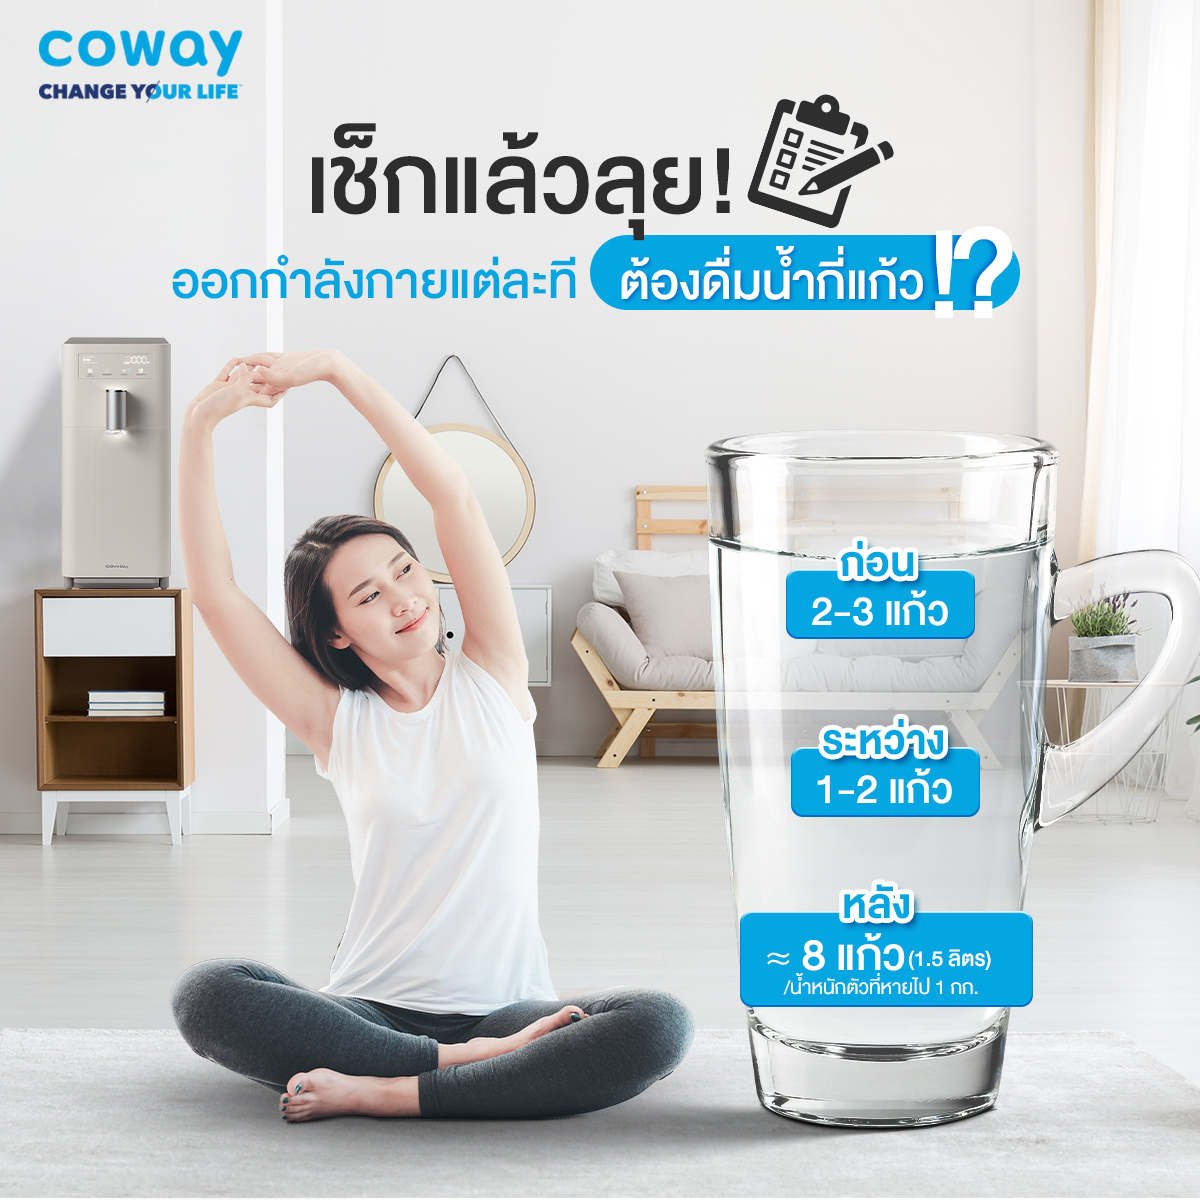 coway
CHANGE YOUR LIFE™
เช็กแล้วลุย!
ออกกำลังกายแต่ละที ต้องดื่มน้ำกี่แก้ว!?
ก่อน
2-3 แก้ว
ระหว่าง
1-2 แก้ว
หลัง
≈ 8 แก้ว (1.5 ลิตร)
/น้ำหนักตัวที่หายไป 1 กก.
coway